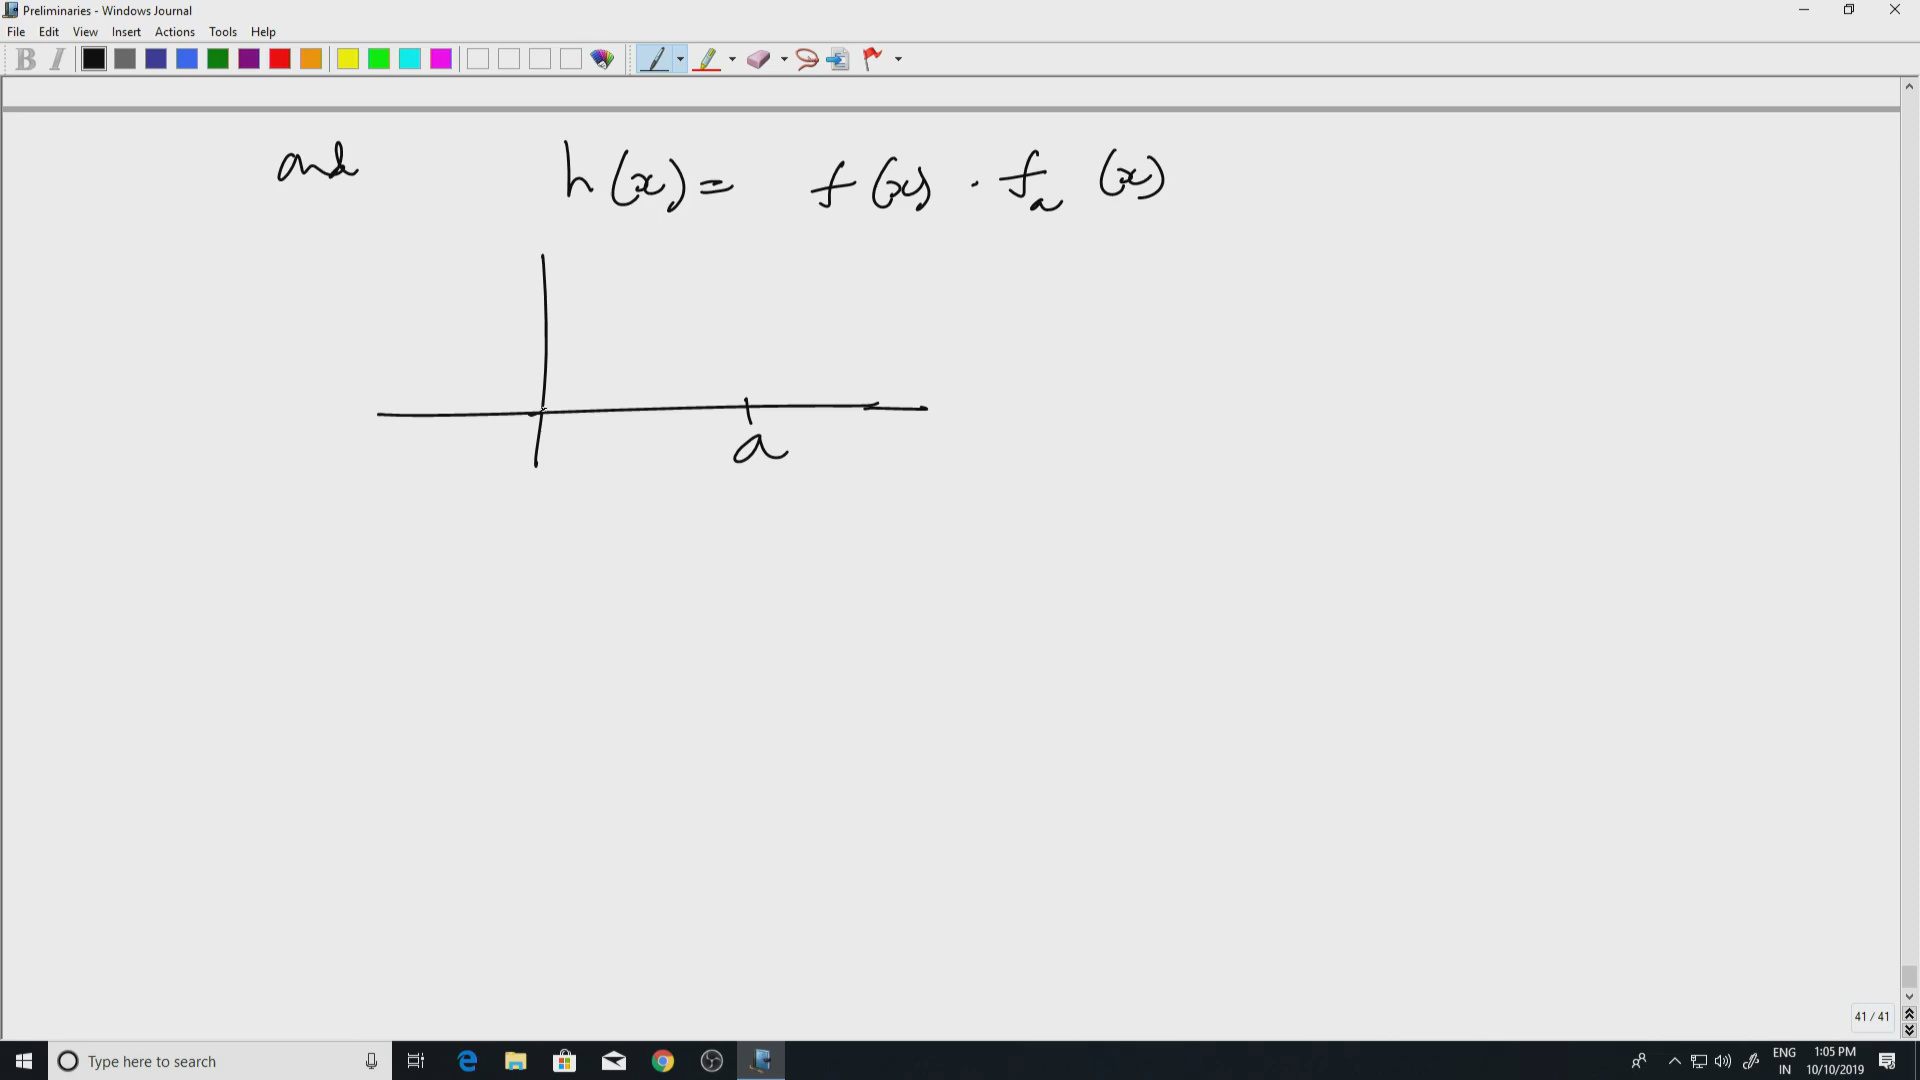 Preliminaries - Windows Journal
File Edit View Insert Actions Tools Help
B I
and h(x) = f(x) . f_a (x)
a
41 / 41
Type here to search
ENG 1:05 PM
IN 10/10/2019